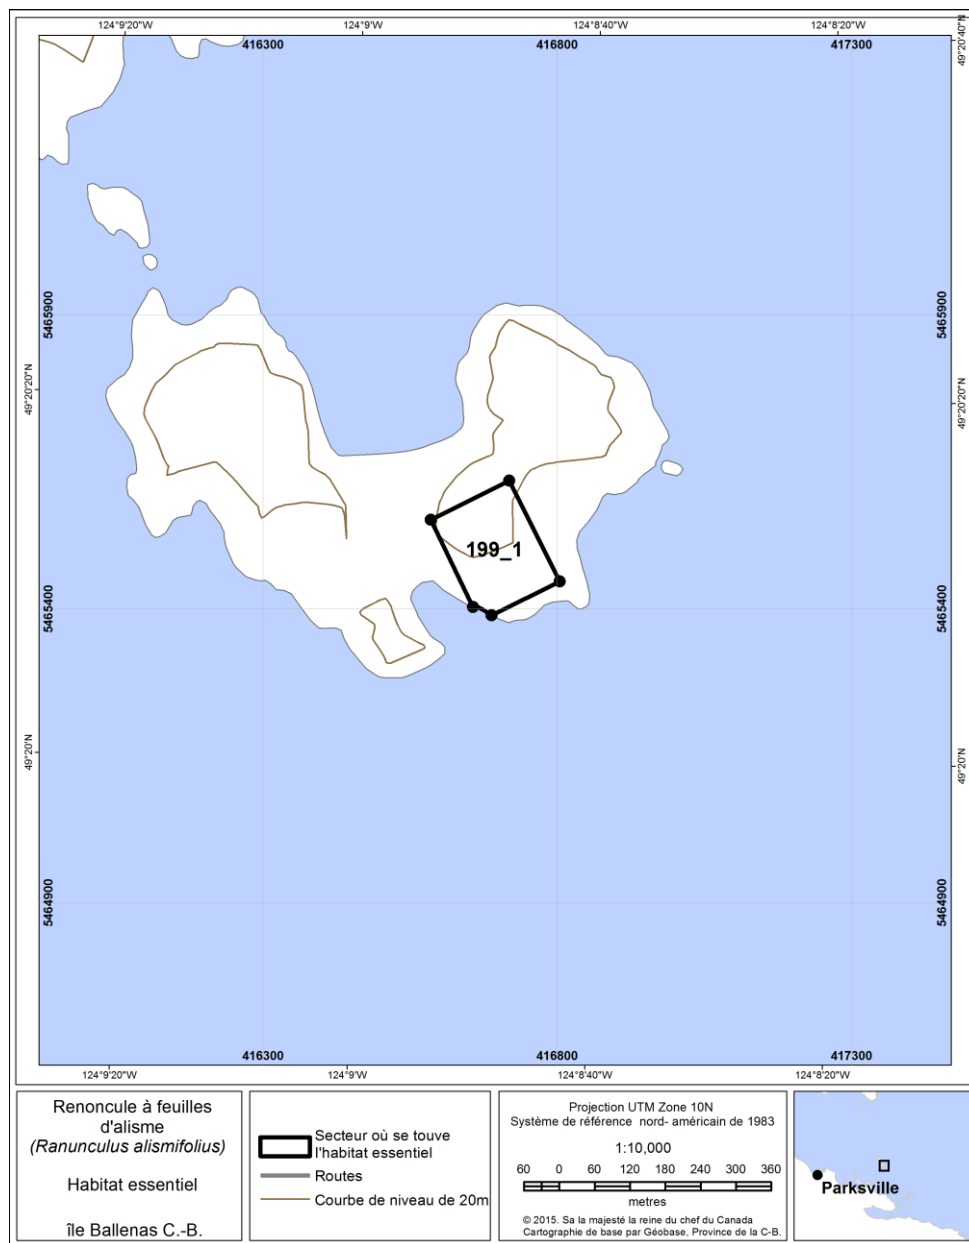 124°9'20"W
124°9'W
124°8'40"W
124°8'20"W
416300
416800
417300
49°20'40"N
5465900
5465900
49°20'20"N
49°20'20"N
199_1
5465400
5465400
49°20'N
49°20'N
5464900
5464900
416300
416800
417300
124°9'20"W
124°9'W
124°8'40"W
124°8'20"W
Renoncule à feuilles
d'alisme
(Ranunculus alismifolius)
Habitat essentiel
île Ballenas C.-B.
Secteur où se touve
l'habitat essentiel
Routes
Courbe de niveau de 20m
Projection UTM Zone 10N
Système de référence nord- américain de 1983
1:10,000
60 0 60 120 180 240 300 360
metres
© 2015. Sa la majesté la reine du chef du Canada
Cartographie de base par Géobase, Province de la C-B.
Parksville